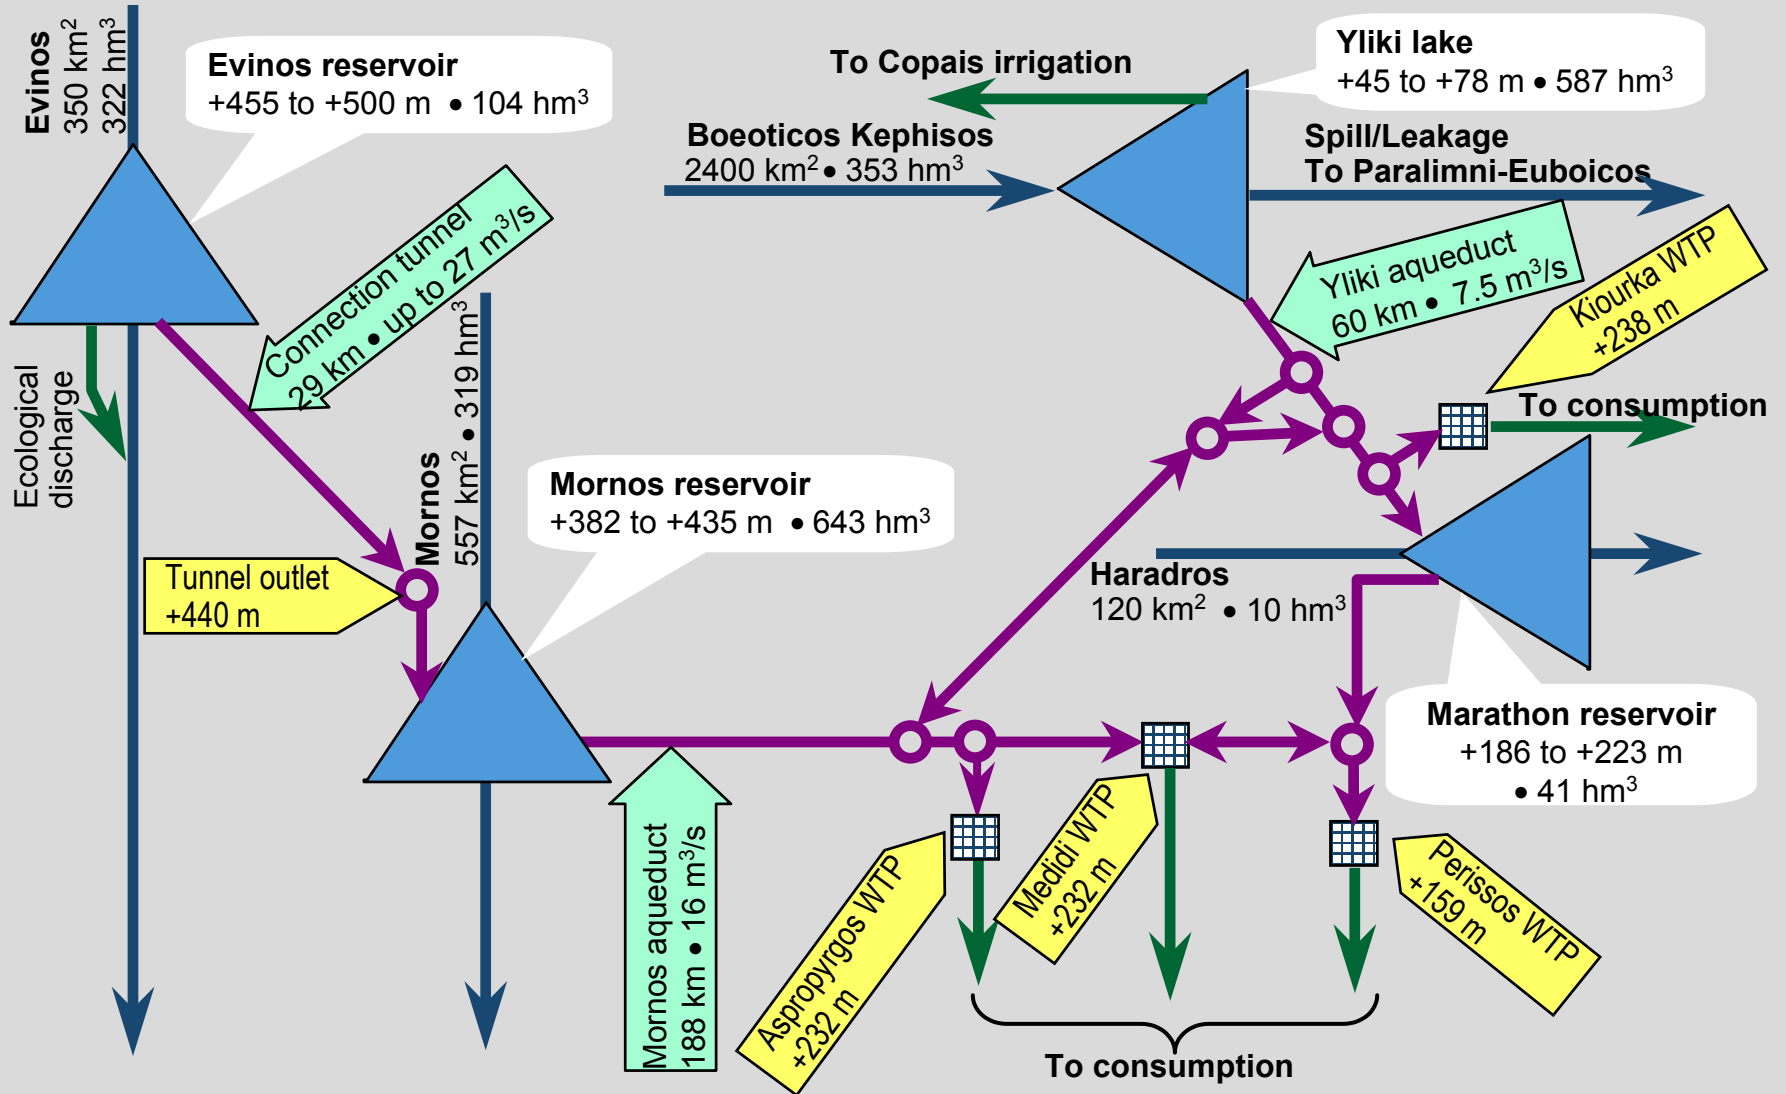 Evinos
350 km²
322 hm³
Evinos reservoir
+455 to +500 m • 104 hm³
To Copais irrigation
Yliki lake
+45 to +78 m • 587 hm³
Boeoticos Kephisos
2400 km² • 353 hm³
Spill/Leakage
To Paralimni-Euboicos
Connection tunnel
29 km • up to 27 m³/s
Yliki aqueduct
60 km • 7.5 m³/s
Kiourka WTP
+238 m
Ecological
discharge
To consumption
Mornos
557 km² • 319 hm³
Mornos reservoir
+382 to +435 m • 643 hm³
Tunnel outlet
+440 m
Haradros
120 km² • 10 hm³
Marathon reservoir
+186 to +223 m
• 41 hm³
Mornos aqueduct
188 km • 16 m³/s
Aspropyrgos WTP
+232 m
Medidi WTP
+232 m
Perissos WTP
+159 m
To consumption